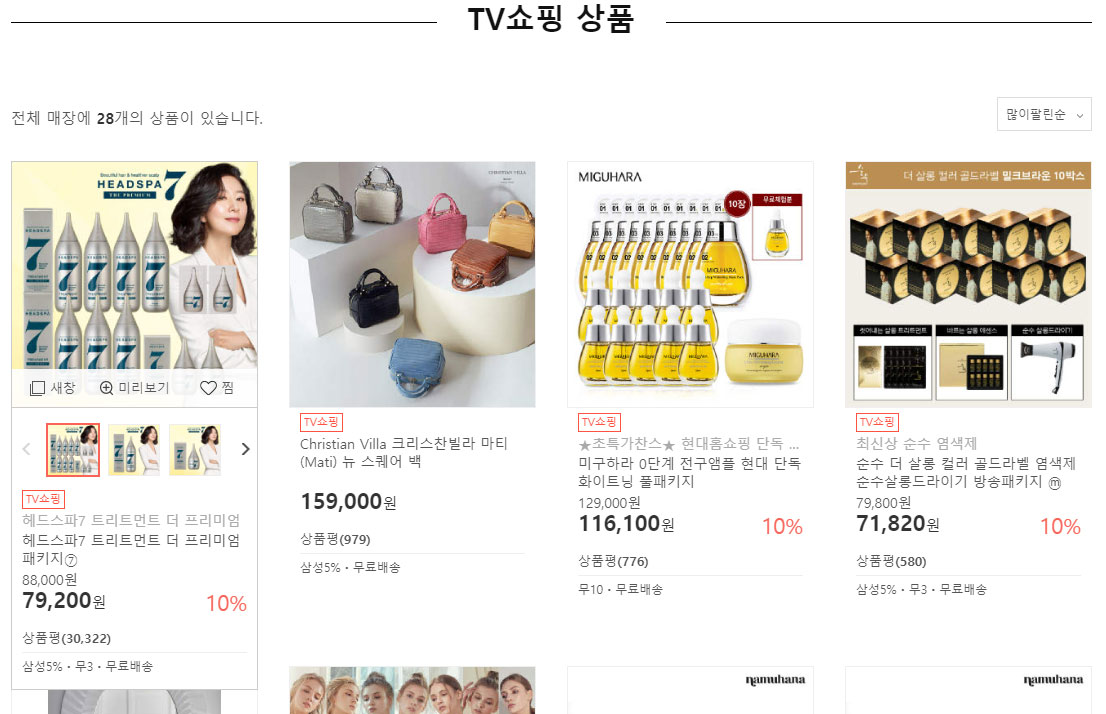 TV쇼핑 상품
전체 매장에 28개의 상품이 있습니다.
많이팔린순
Beautiful hair & healthier scalp
HEADSPA 7
THE PREMIUM
새창
미리보기
찜
TV쇼핑
헤드스파7 트리트먼트 더 프리미엄
헤드스파7 트리트먼트 더 프리미엄
패키지⑦
88,000원
79,200원
10%
상품평(30,322)
삼성5%・무3・무료배송
CHRISTIAN VILLA
TV쇼핑
Christian Villa 크리스찬빌라 마티
(Mati) 뉴 스퀘어 백
159,000원
상품평(979)
삼성5%・무료배송
MIGUHARA
10장
무료체험분
MIGUHARA
MIGUHARA
TV쇼핑
★초특가찬스★ 현대홈쇼핑 단독 ...
미구하라 0단계 전구앰플 현대 단독
화이트닝 풀패키지
129,000원
116,100원
10%
상품평(776)
무10・무료배송
더 살롱 컬러 골드라벨 밀크브라운 10박스
씻어내는 살롱 트리트먼트
바르는 살롱 에센스
순수 살롱드라이기
TV쇼핑
최신상 순수 염색제
순수 더 살롱 컬러 골드라벨 염색제
순수살롱드라이기 방송패키지 ⓜ
79,800원
71,820원
10%
상품평(580)
삼성5%・무3・무료배송
namuhana
namuhana